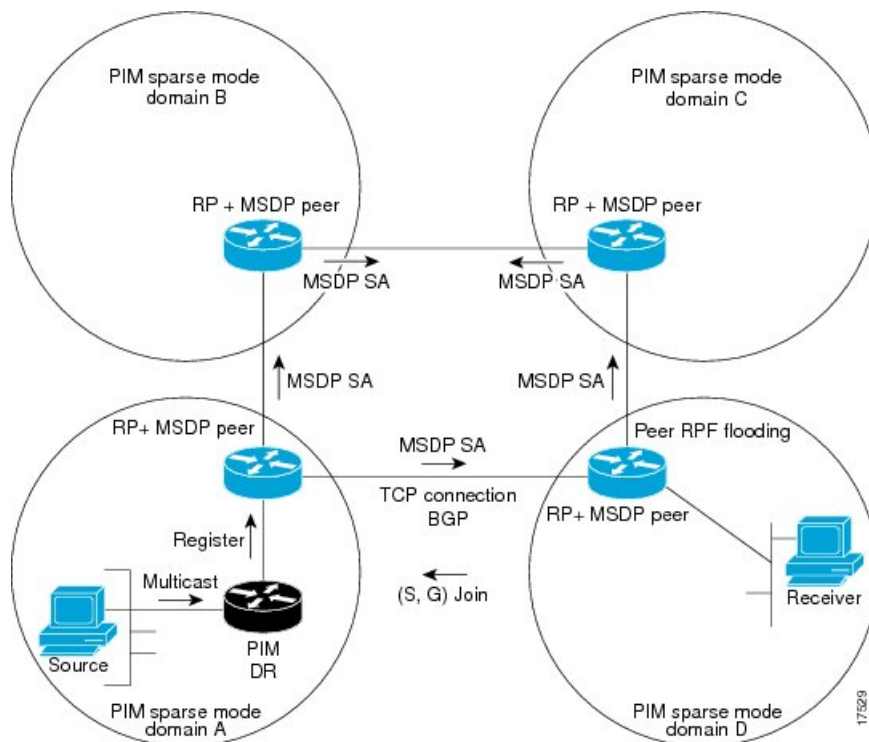 PIM sparse mode
domain B
PIM sparse mode
domain C
RP + MSDP peer
RP + MSDP peer
MSDP SA
MSDP SA
MSDP SA
MSDP SA
RP+ MSDP peer
MSDP SA
Peer RPF flooding
TCP connection
BGP
RP+ MSDP peer
Register
Multicast
(S, G) Join
Receiver
Source
PIM
DR
PIM sparse mode
domain A
PIM sparse mode
domain D
17529